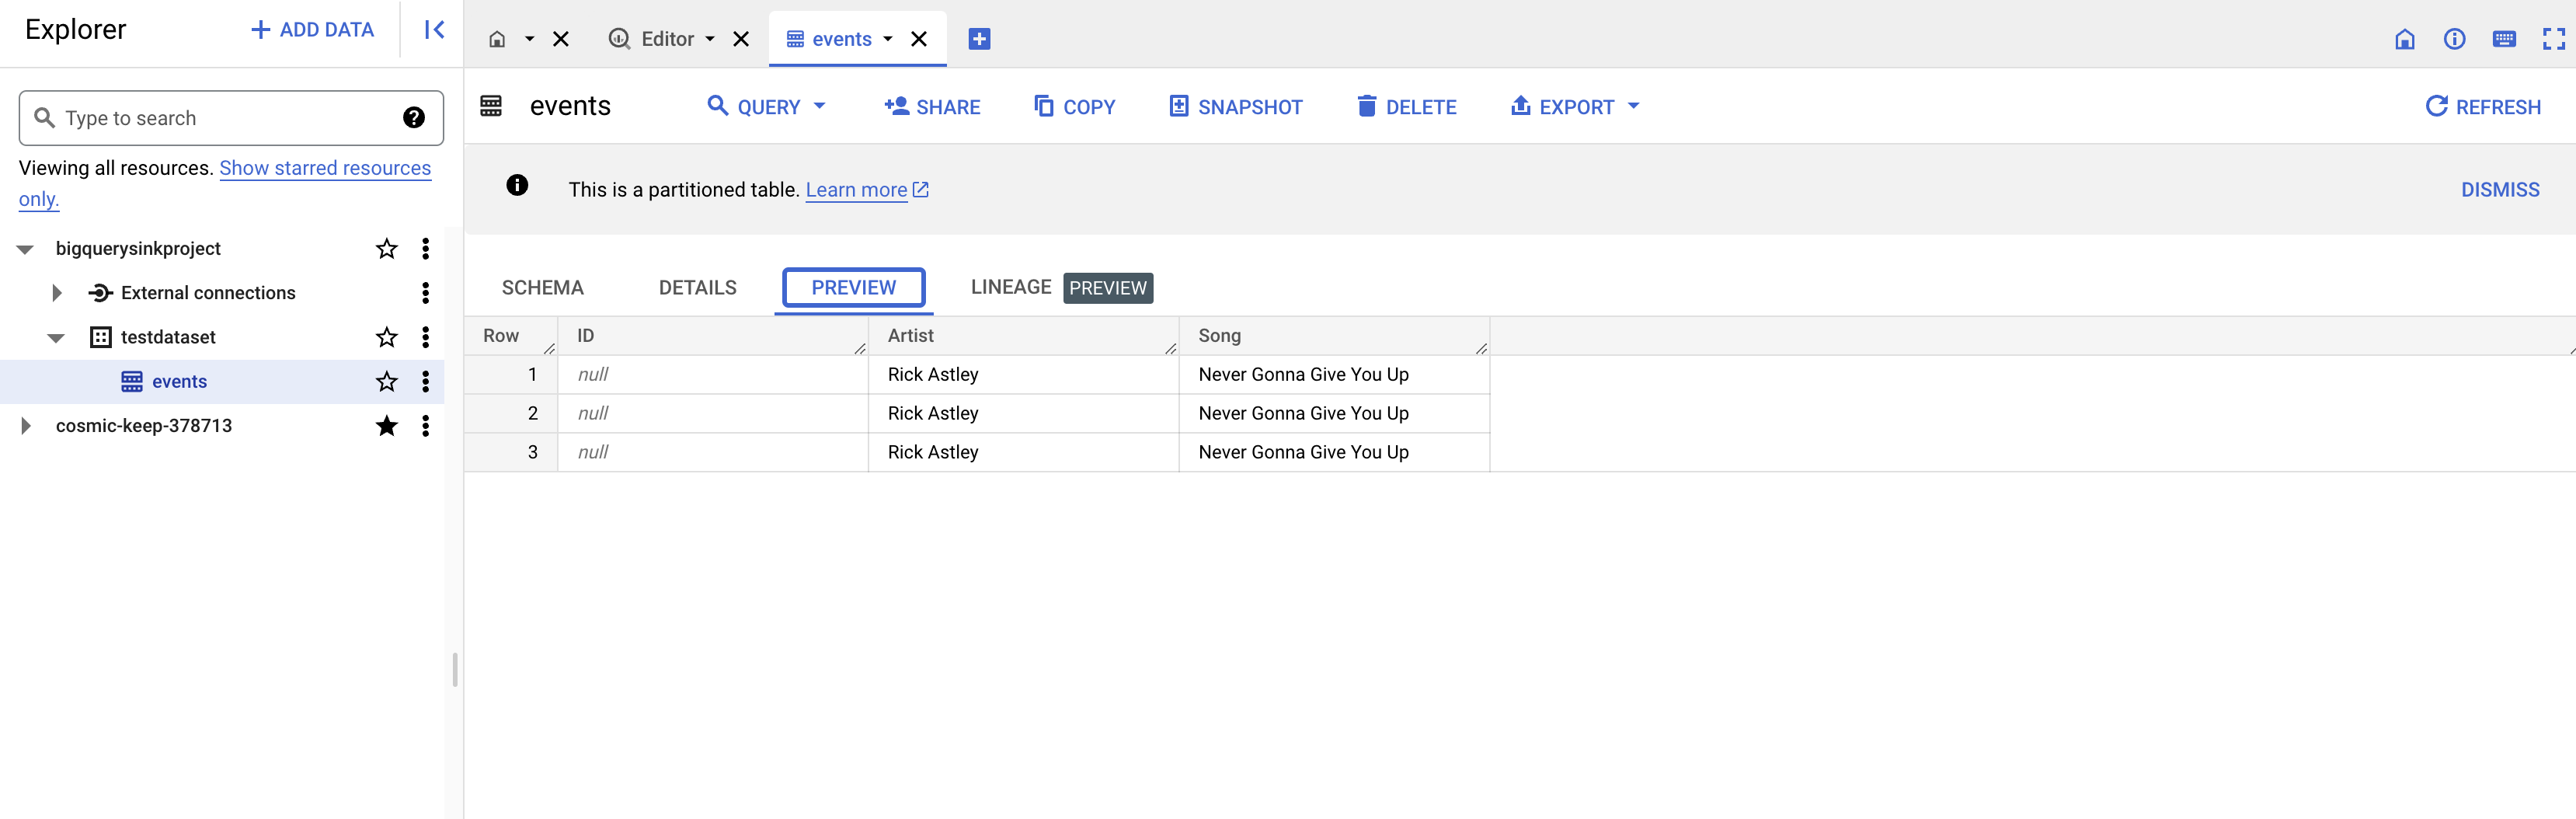 Explorer
ADD DATA
Type to search
Viewing all resources. Show starred resources
only.
bigquerysinkproject
External connections
testdataset
events
cosmic-keep-378713
Editor
events
events
QUERY
SHARE
COPY
SNAPSHOT
DELETE
EXPORT
REFRESH
This is a partitioned table. Learn more
DISMISS
SCHEMA
DETAILS
PREVIEW
LINEAGE PREVIEW
Row ID Artist Song
1 null Rick Astley Never Gonna Give You Up
2 null Rick Astley Never Gonna Give You Up
3 null Rick Astley Never Gonna Give You Up